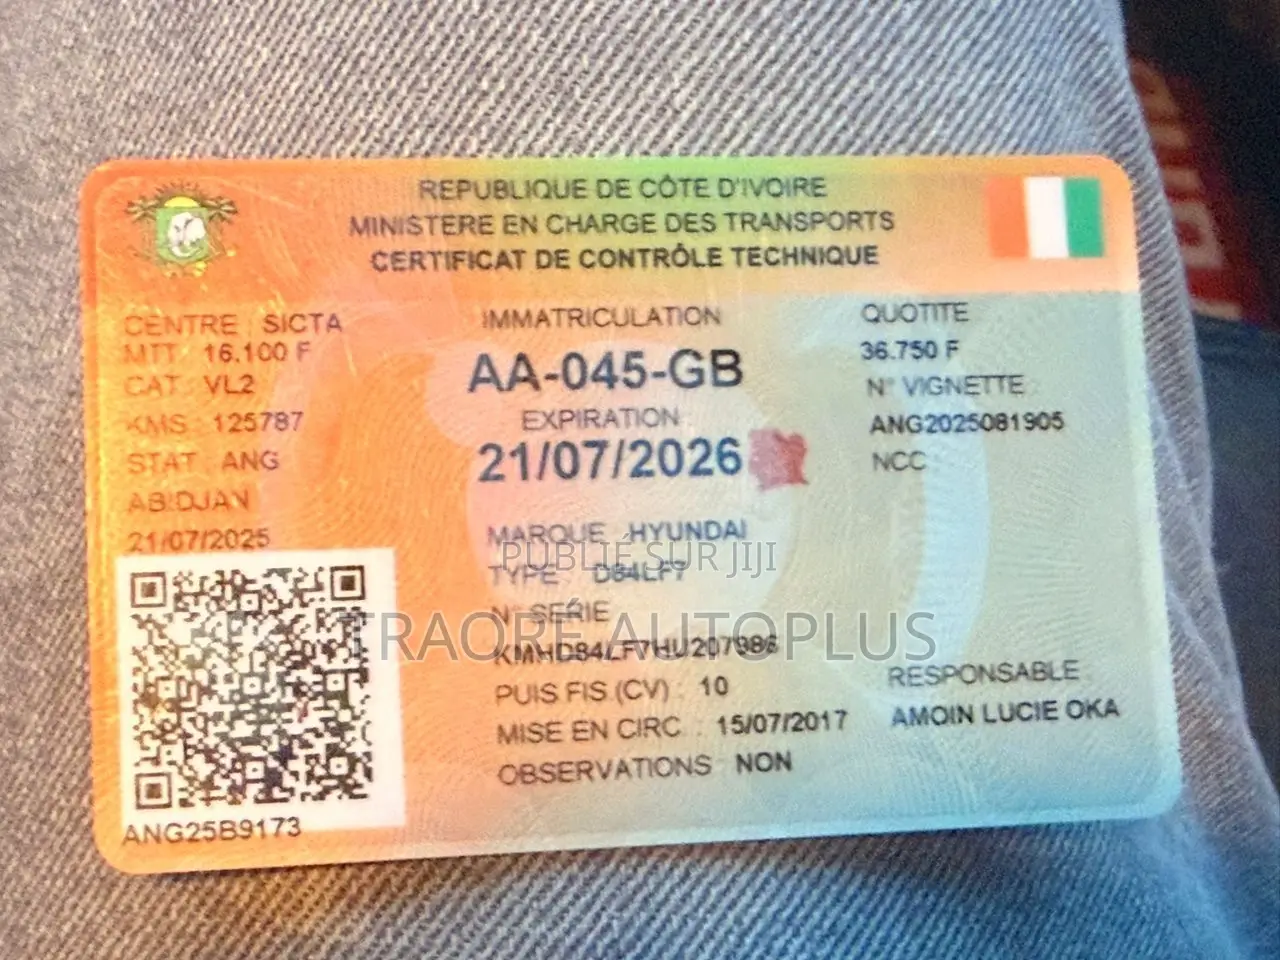 REPUBLIQUE DE CÔTE D'IVOIRE
MINISTERE EN CHARGE DES TRANSPORTS
CERTIFICAT DE CONTRÔLE TECHNIQUE
CENTRE : SICTA
MTT : 16.100 F
CAT : VL2
KMS : 125787
STAT : ANG
ABIDJAN
21/07/2025
ANG25B9173
IMMATRICULATION
AA-045-GB
EXPIRATION
21/07/2026
MARQUE : HYUNDAI
PUBLIÉ SUR JIJI
TYPE : D84LF7
N° SERIE
TRAORE AUTOPLUS
PUIS FIS.(CV) : 10
MISE EN CIRC. : 15/07/2017
OBSERVATIONS NON
QUOTITE
36.750 F
N° VIGNETTE
ANG2025081905
NCC
RESPONSABLE
AMOIN LUCIE OKA